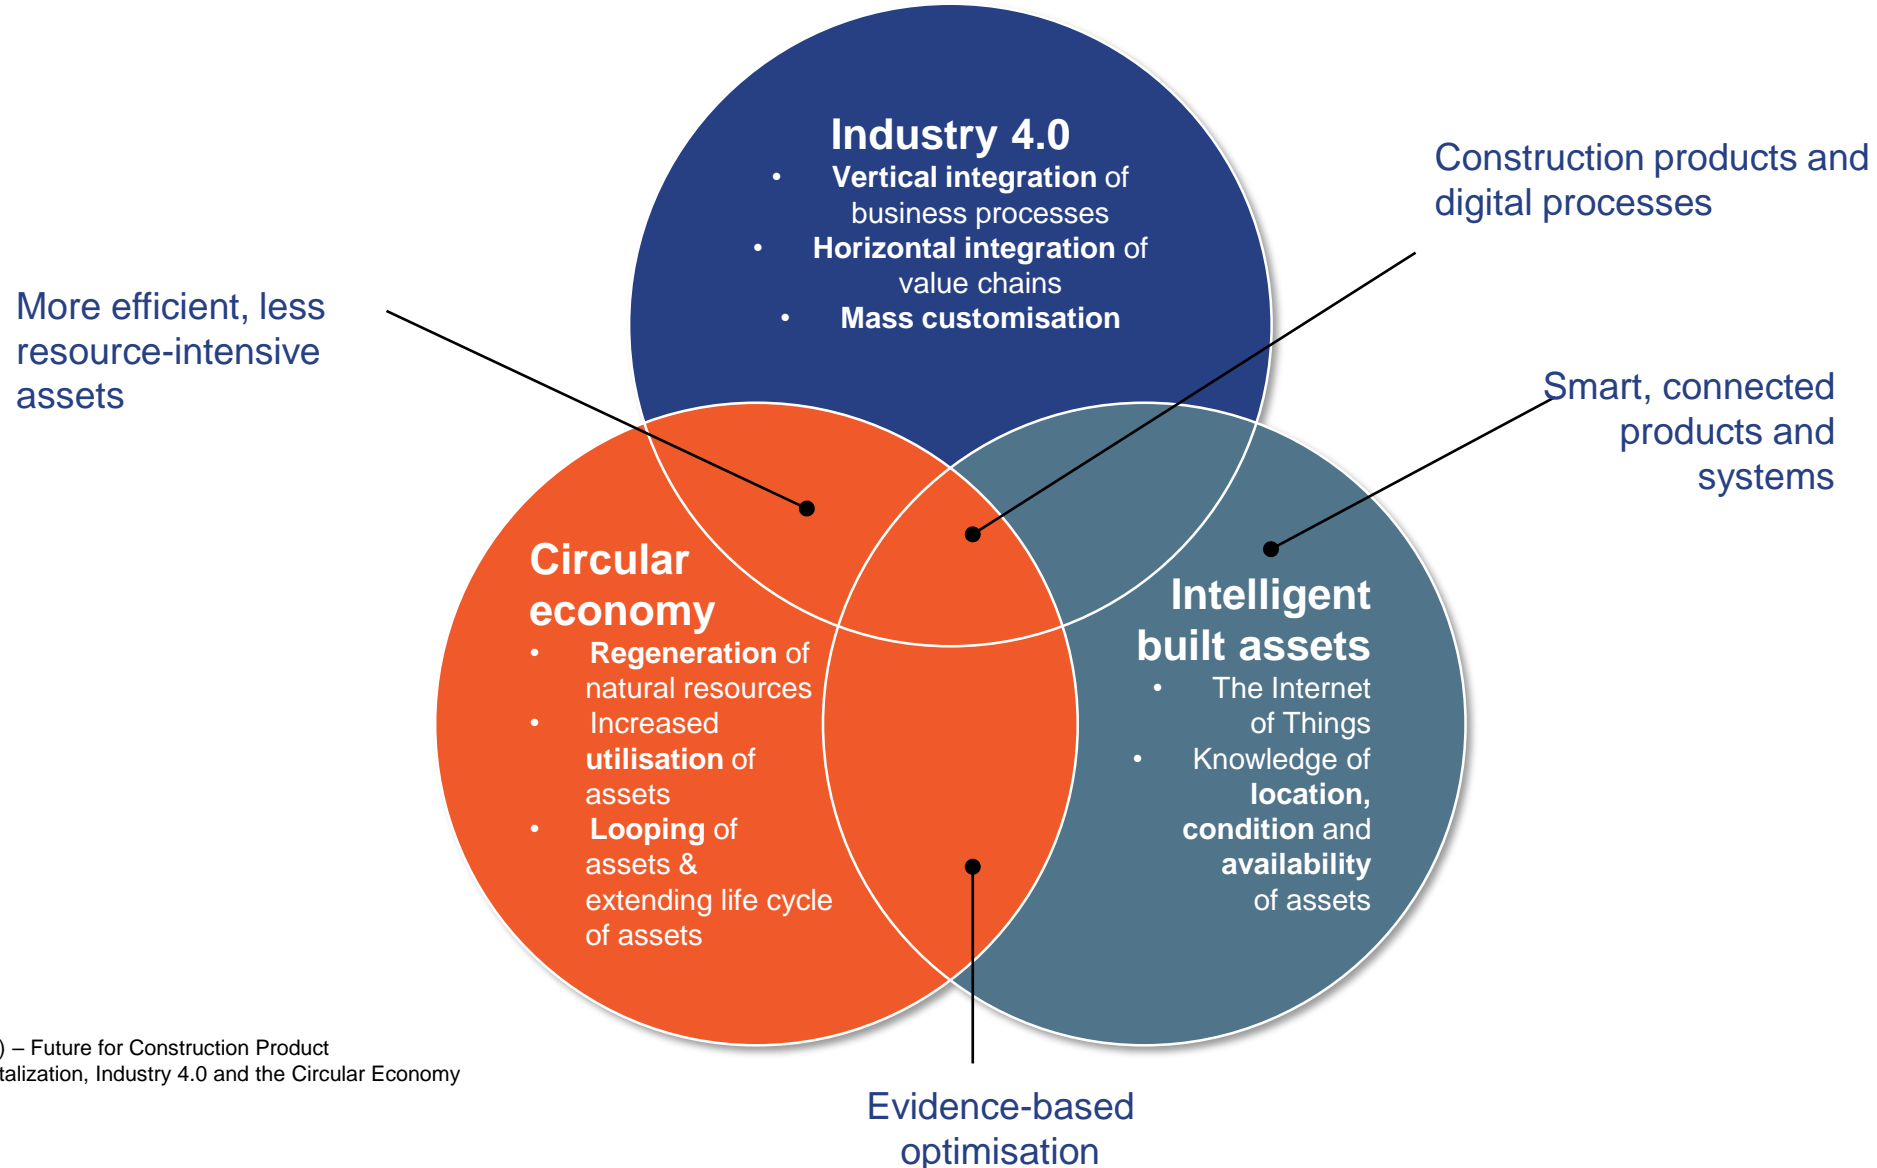 Industry 4.0
• Vertical integration of
business processes
• Horizontal integration of
value chains
• Mass customisation
Construction products and
digital processes
More efficient, less
resource-intensive
assets
Smart, connected
products and
systems
Circular
economy
• Regeneration of
natural resources
• Increased
utilisation of
assets
• Looping of
assets &
extending life cycle
of assets
Intelligent
built assets
• The Internet
of Things
• Knowledge of
location,
condition and
availability
of assets
) – Future for Construction Product
talization, Industry 4.0 and the Circular Economy
Evidence-based
optimisation